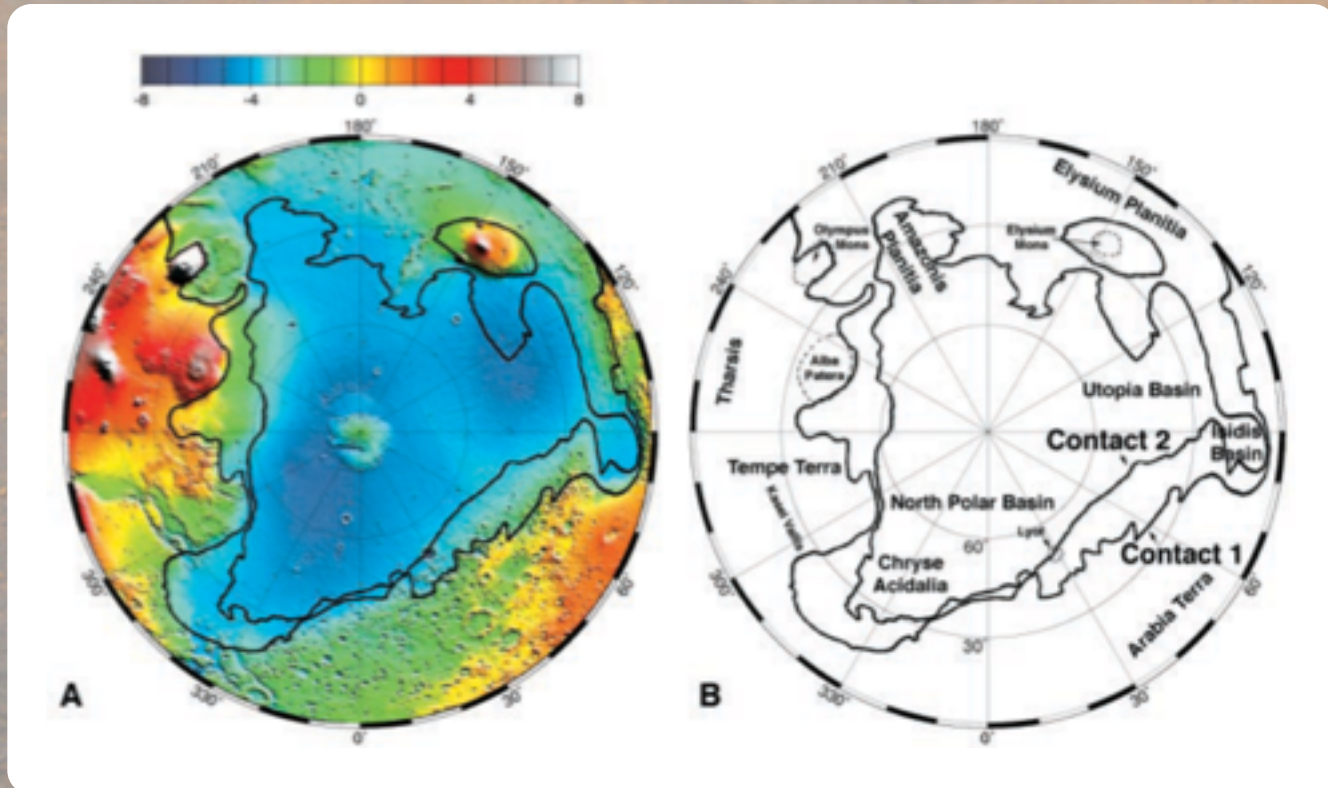 -8
-4
0
4
8
180°
210°
150°
240°
120°
300°
60°
330°
30°
0°
A
180°
210°
150°
Elysium Planitia
Olympus
Mons
Amazonis
Planitia
Elysium
Mons
240°
120°
Tharsis
Alba
Patera
Utopia Basin
Contact 2
Isidis
Basin
Tempe Terra
Kasei Vallis
North Polar Basin
Lyot
60°
Contact 1
Chryse
Acidalia
300°
60°
Arabia Terra
30°
330°
30°
0°
B